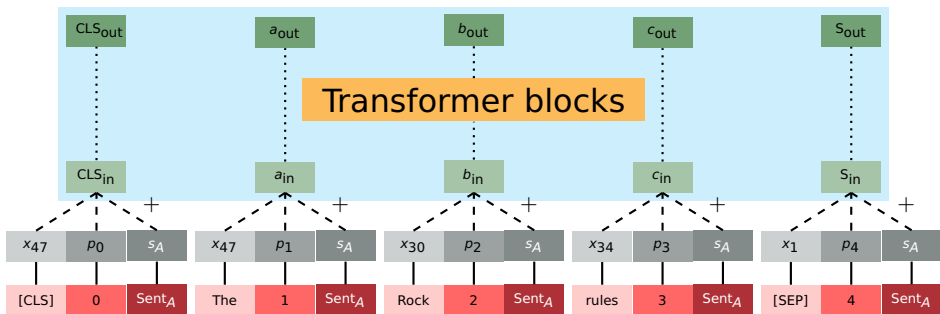 CLSout aout bout cout Sout
Transformer blocks
CLSin ain bin cin Sin
+ + + + +
x47 p0 sA x47 p1 sA x30 p2 sA x34 p3 sA x1 p4 sA
[CLS] 0 SentA The 1 SentA Rock 2 SentA rules 3 SentA [SEP] 4 SentA